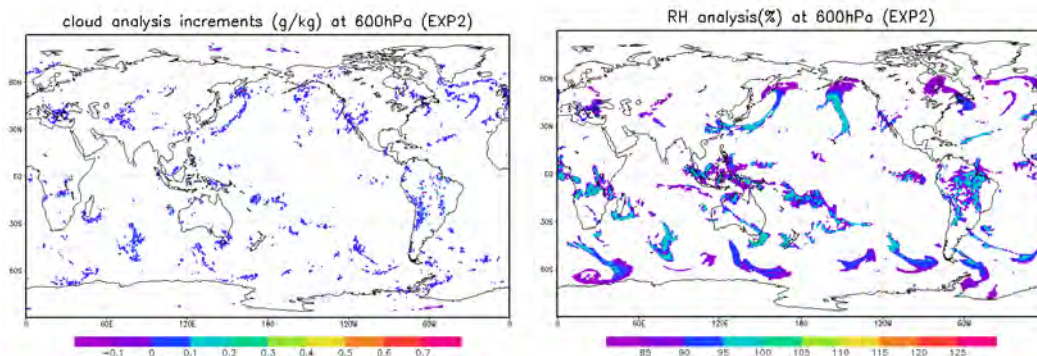 cloud analysis increments (g/kg) at 600hPa (EXP2)
60N
30N
EQ
30S
60S
0 60E 120E 180 120W 60W 0
-0.1 0 0.1 0.2 0.3 0.4 0.5 0.6 0.7
RH analysis(%) at 600hPa (EXP2)
60N
30N
EQ
30S
60S
0 60E 120E 180 120W 60W
85 90 95 100 105 110 115 120 125